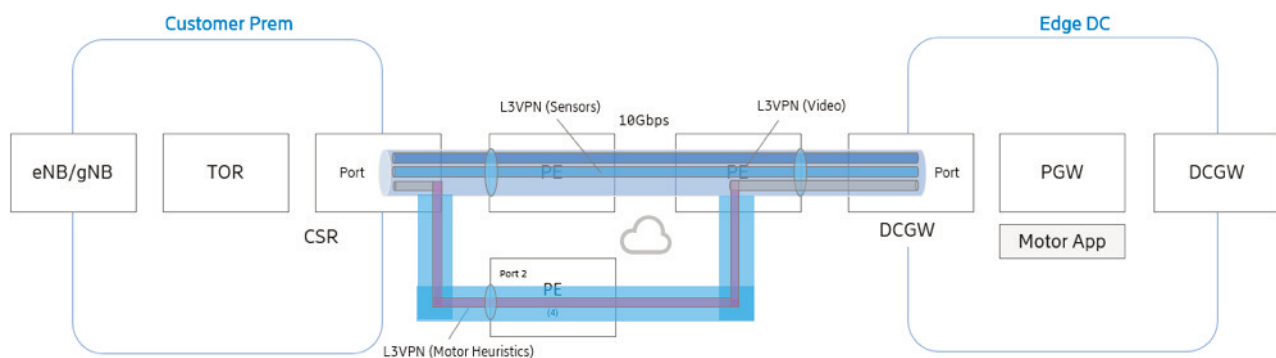 Customer Prem
Edge DC
L3VPN (Sensors)
10Gbps
L3VPN (Video)
eNB/gNB
TOR
Port
PE
PE
Port
PGW
DCGW
CSR
DCGW
Motor App
Port 2
PE
(4)
L3VPN (Motor Heuristics)